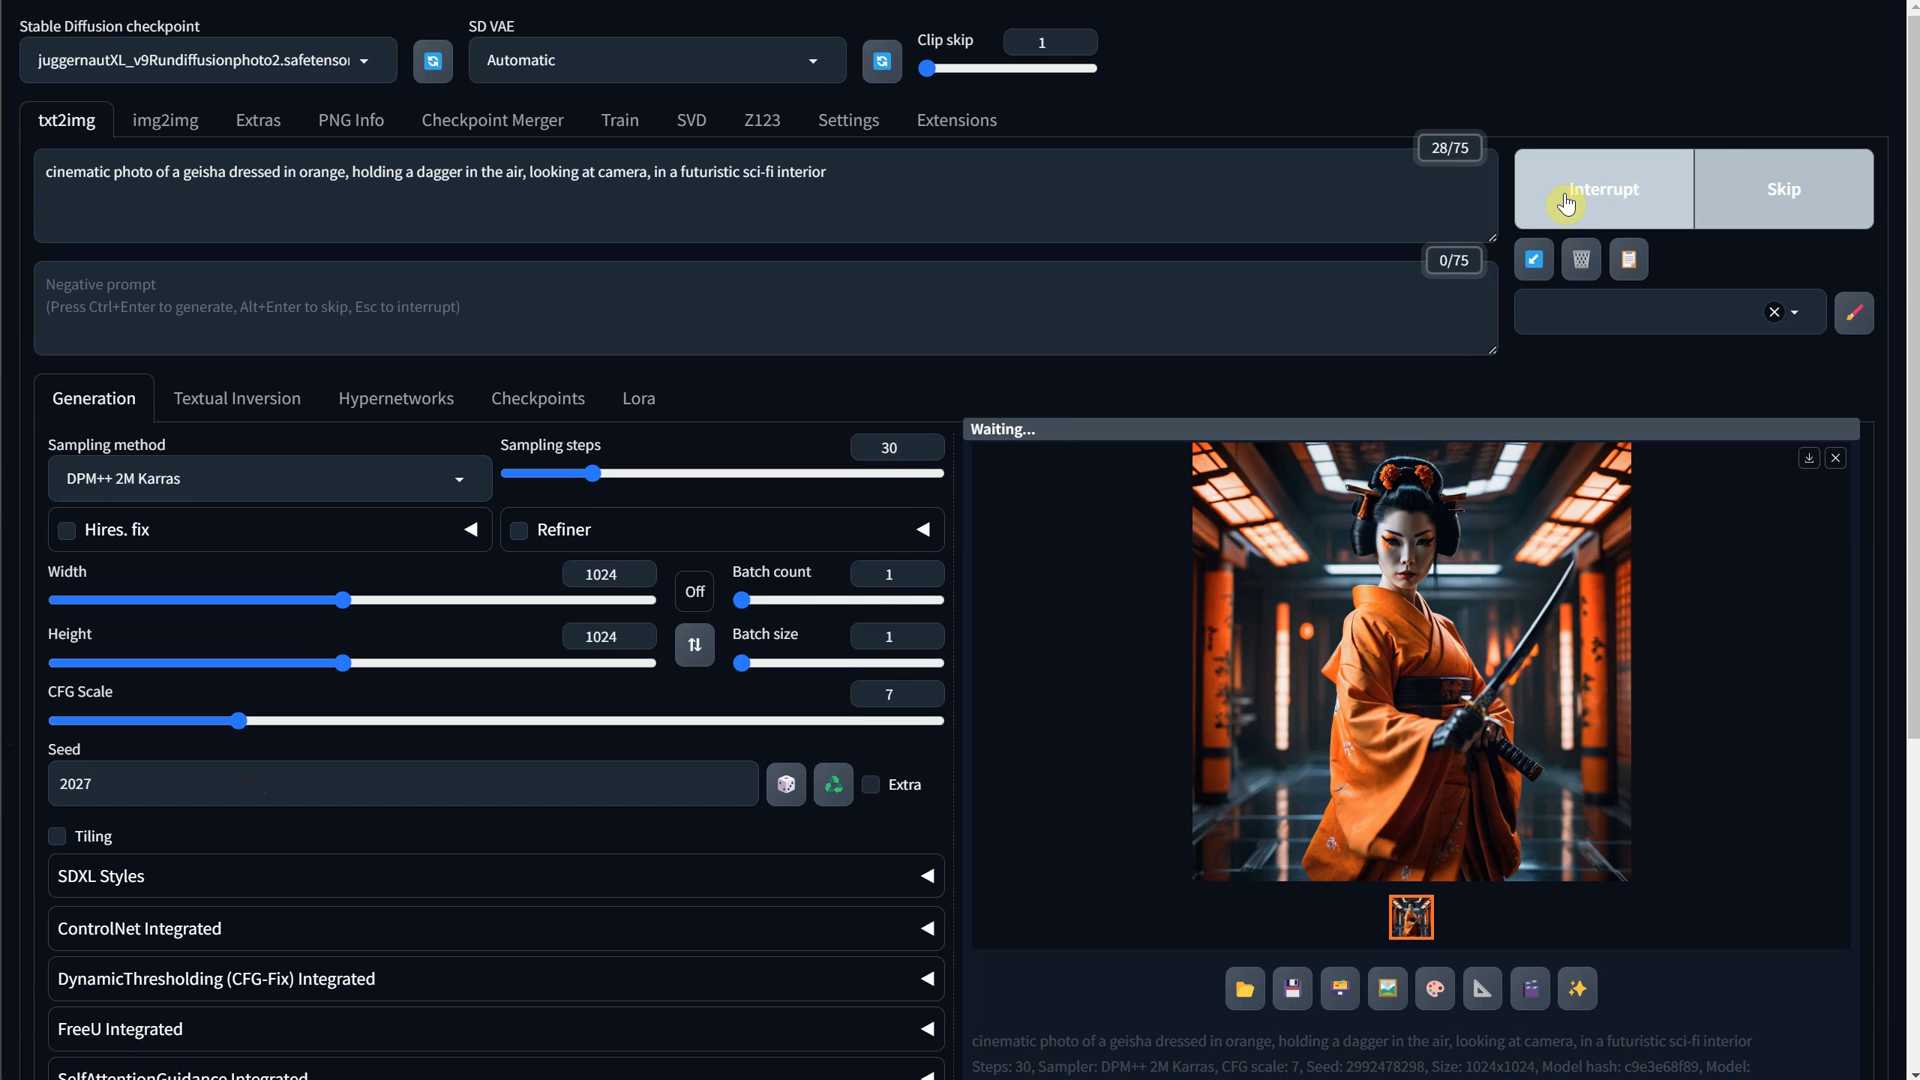 Stable Diffusion checkpoint
juggernautXL_v9Rundiffusionphoto2.safetensor
SD VAE
Automatic
Clip skip
1
txt2img
img2img
Extras
PNG Info
Checkpoint Merger
Train
SVD
Z123
Settings
Extensions
28/75
cinematic photo of a geisha dressed in orange, holding a dagger in the air, looking at camera, in a futuristic sci-fi interior
Interrupt
Skip
0/75
Negative prompt
(Press Ctrl+Enter to generate, Alt+Enter to skip, Esc to interrupt)
Generation
Textual Inversion
Hypernetworks
Checkpoints
Lora
Sampling method
DPM++ 2M Karras
Sampling steps
30
Hires. fix
Refiner
Width
1024
Off
Batch count
1
Height
1024
Batch size
1
CFG Scale
7
Seed
2027
Extra
Tiling
SDXL Styles
ControlNet Integrated
DynamicThresholding (CFG-Fix) Integrated
FreeU Integrated
SelfAttentionGuidance Integrated
Waiting...
cinematic photo of a geisha dressed in orange, holding a dagger in the air, looking at camera, in a futuristic sci-fi interior
Steps: 30, Sampler: DPM++ 2M Karras, CFG scale: 7, Seed: 2992478298, Size: 1024x1024, Model hash: c9e3e68f89, Model: